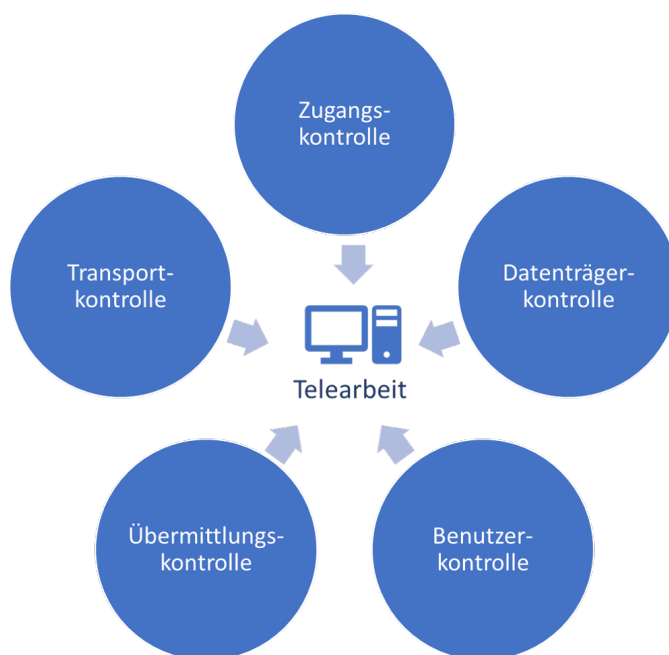 Zugangs-
kontrolle
Transport-
kontrolle
Datenträger-
kontrolle
Telearbeit
Übermittlungs-
kontrolle
Benutzer-
kontrolle